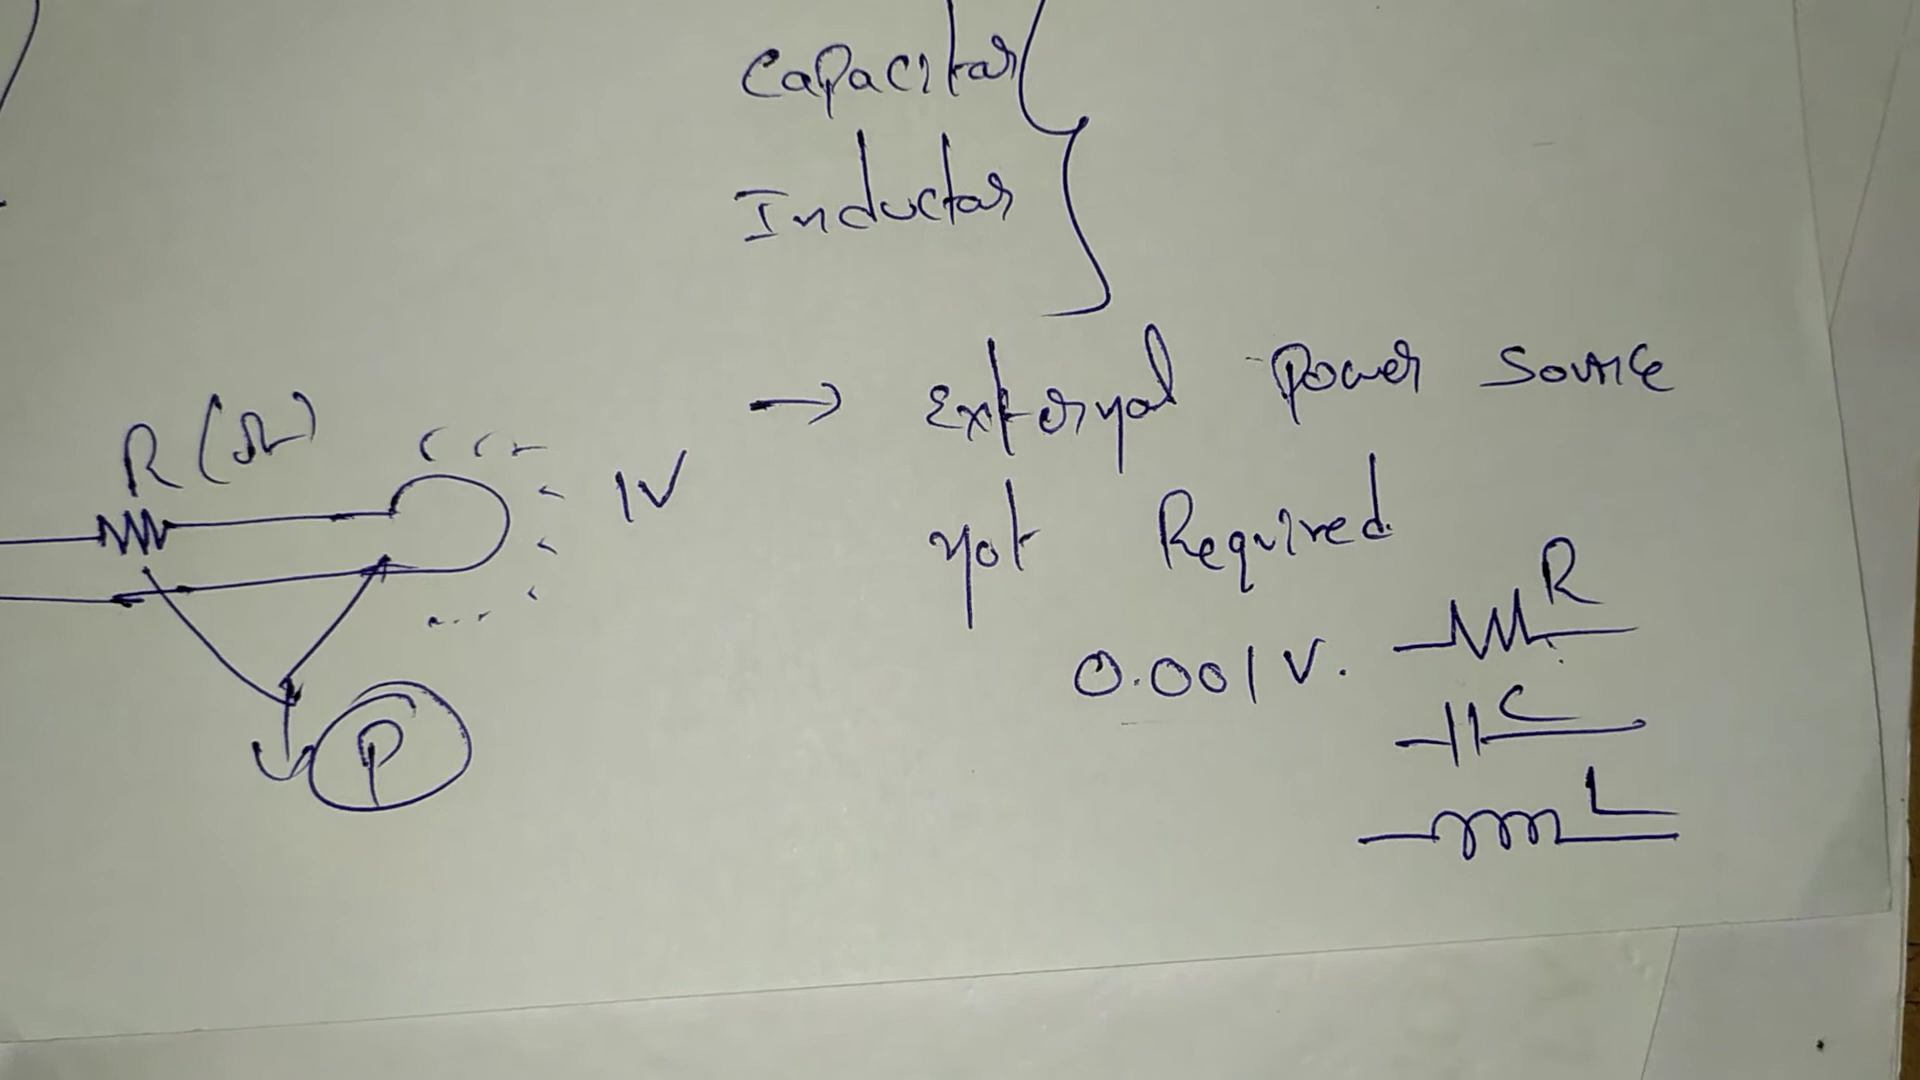 Capacitor
Inductor
→ External Power Source
not Required
R (Ω)
1V
P
0.001V.
R
C
L